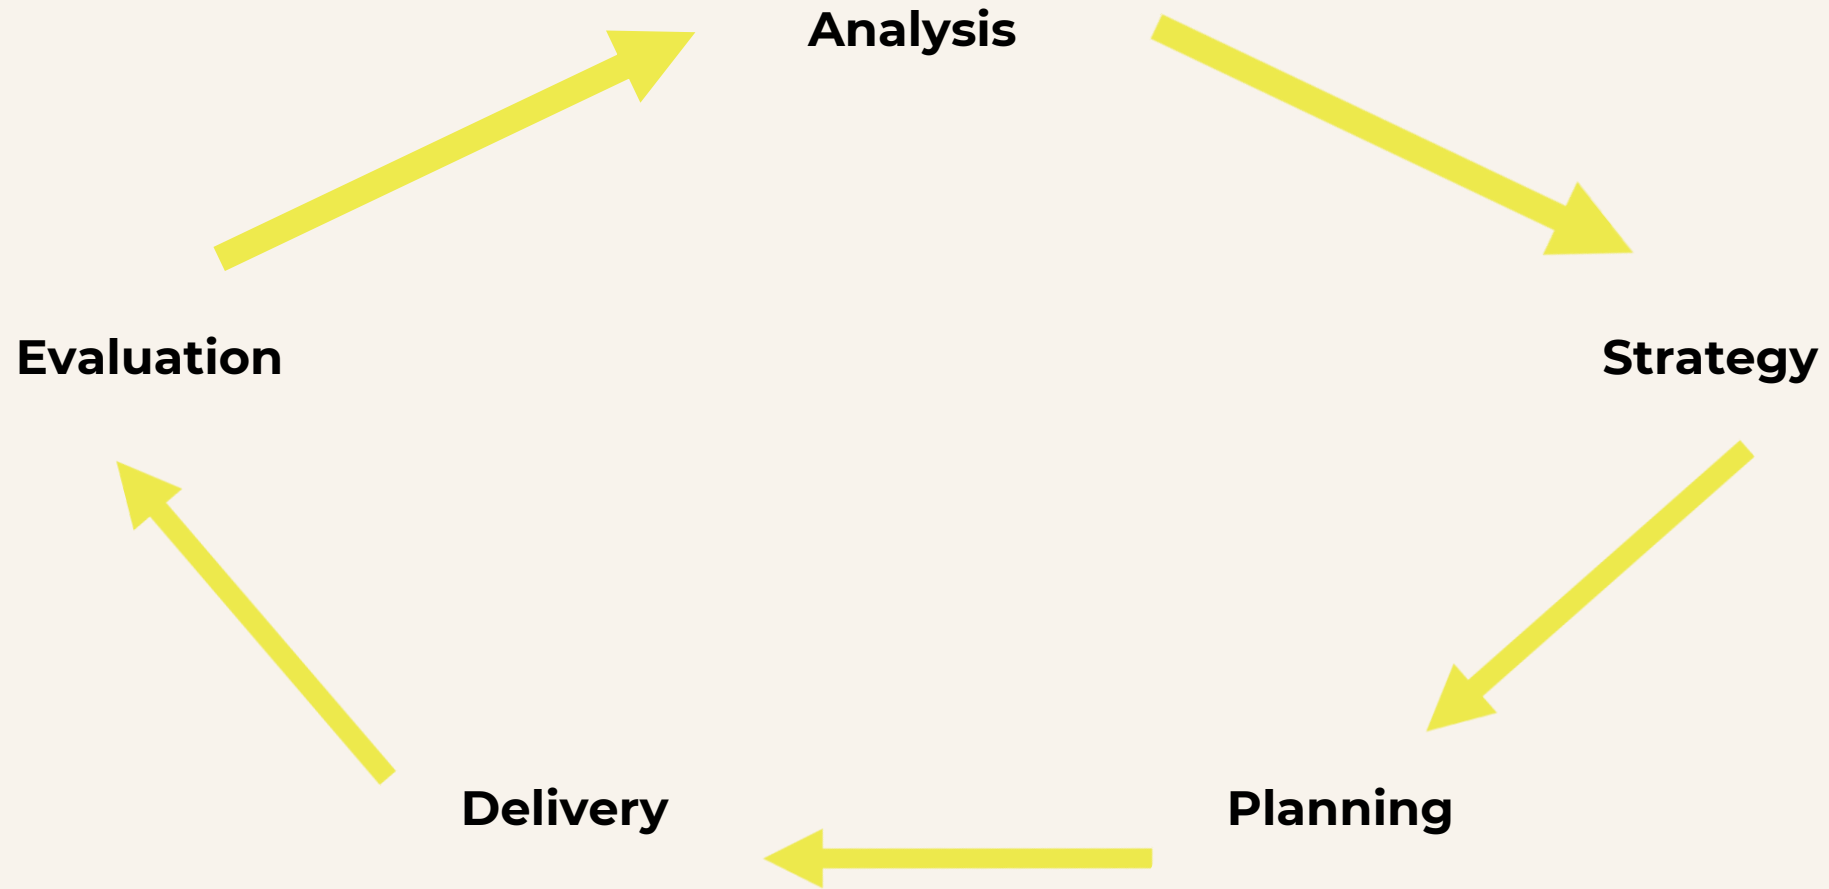 Analysis
Evaluation
Strategy
Delivery
Planning